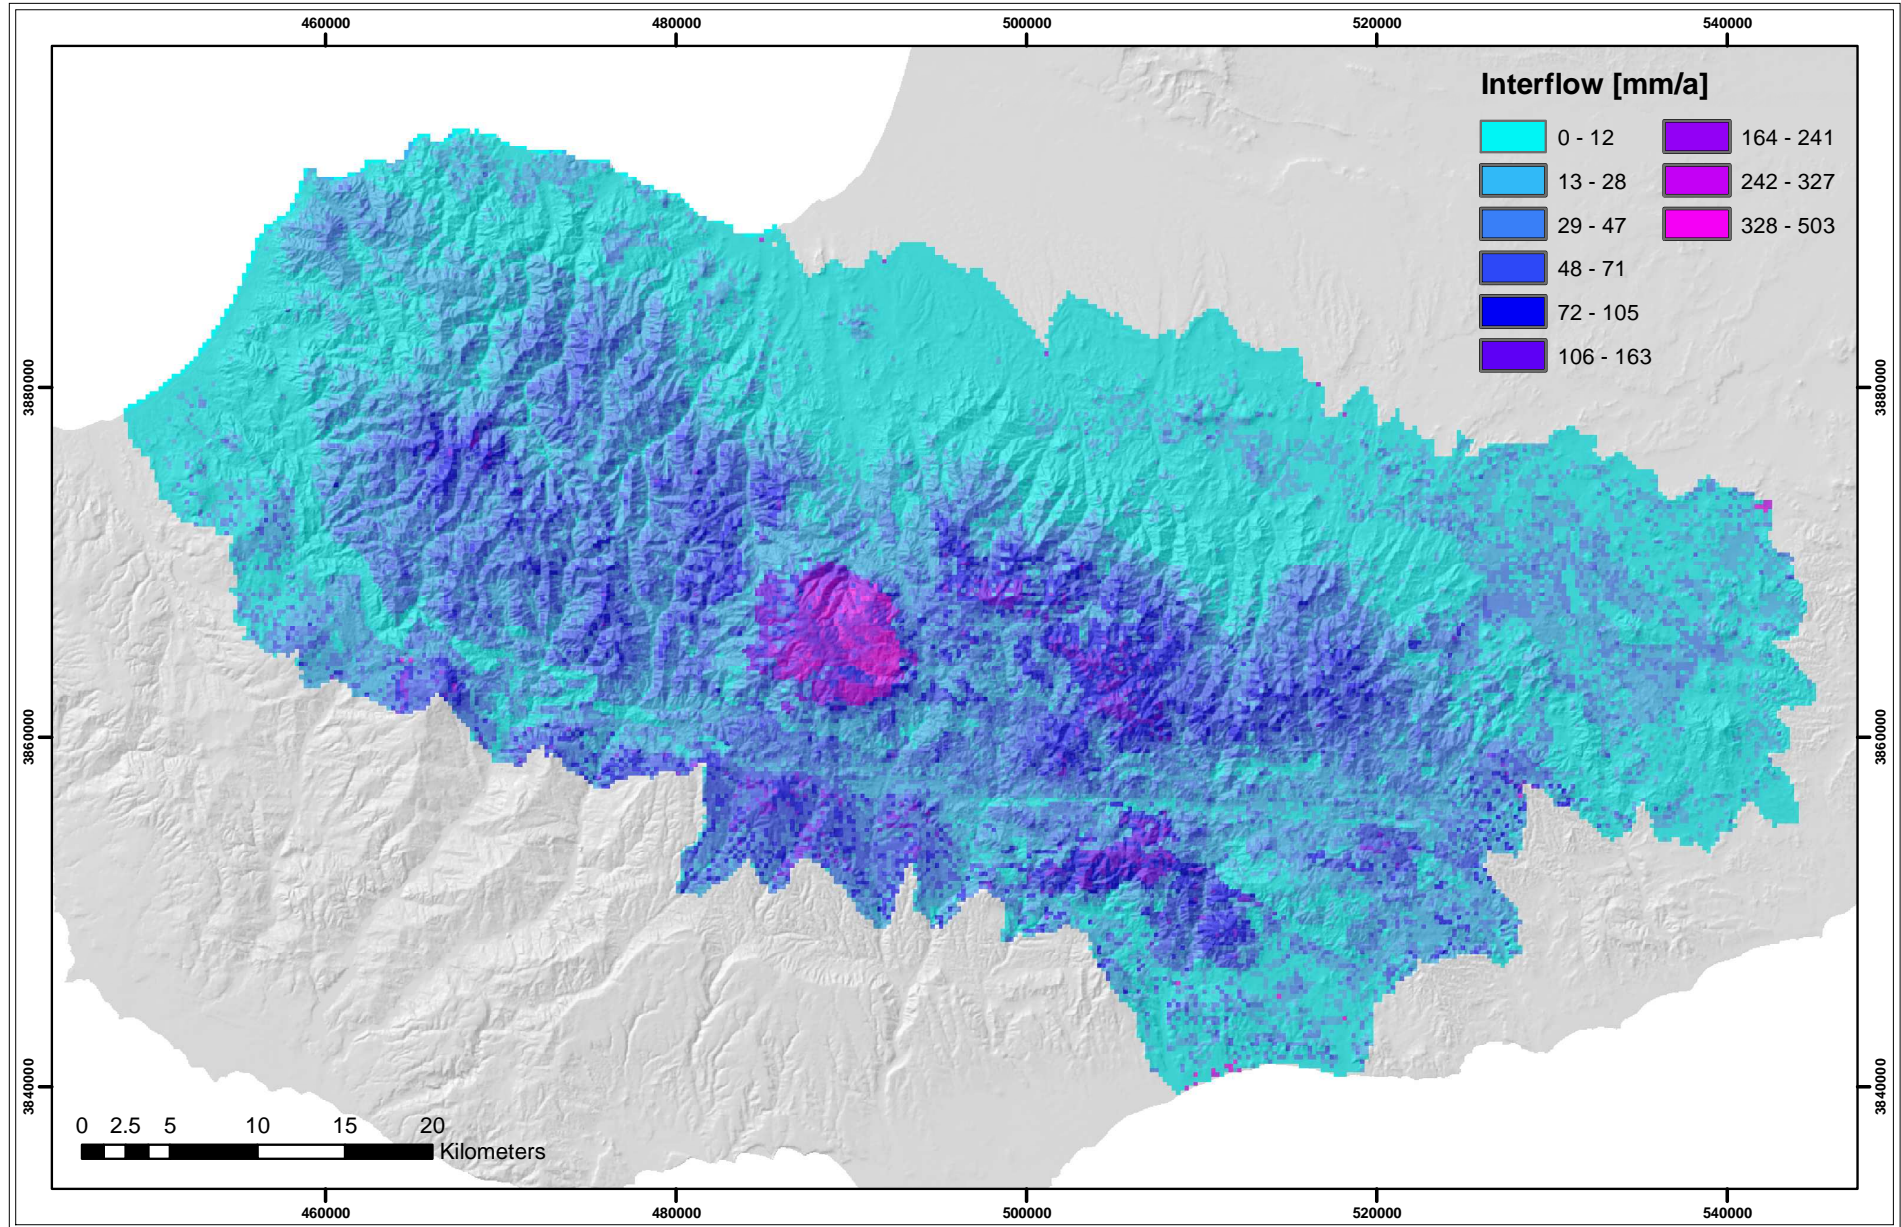 460000 480000 500000 520000 540000
Interflow [mm/a]
0 - 12 164 - 241
13 - 28 242 - 327
29 - 47 328 - 503
48 - 71
72 - 105
106 - 163
3880000 3880000
3860000 3860000
3840000 3840000
0 2.5 5 10 15 20
Kilometers
460000 480000 500000 520000 540000